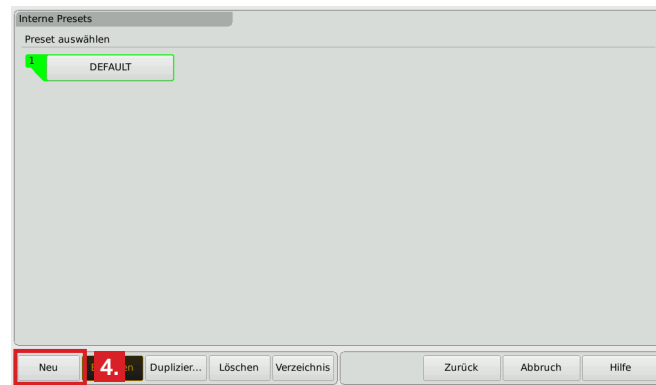 Interne Presets
Preset auswählen
1
DEFAULT
Neu 4. Duplizier... Löschen Verzeichnis Zurück Abbruch Hilfe